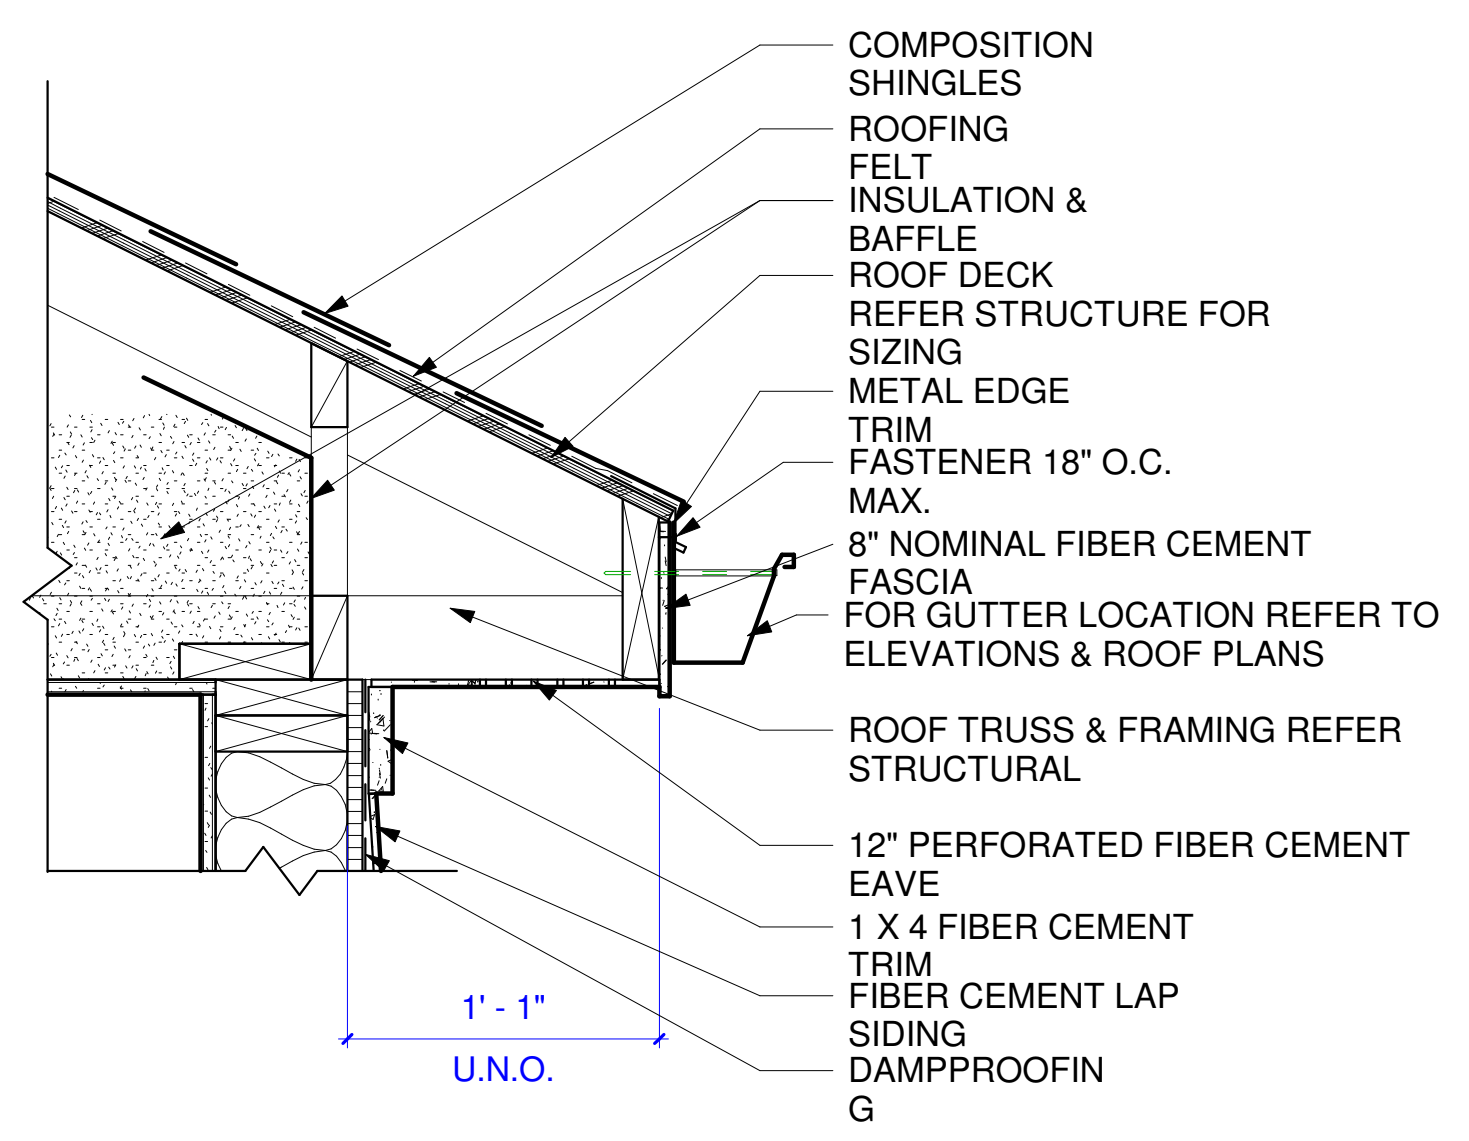 COMPOSITION
SHINGLES
ROOFING
FELT
INSULATION &
BAFFLE
ROOF DECK
REFER STRUCTURE FOR
SIZING
METAL EDGE
TRIM
FASTENER 18" O.C.
MAX.
8" NOMINAL FIBER CEMENT
FASCIA
FOR GUTTER LOCATION REFER TO
ELEVATIONS & ROOF PLANS
ROOF TRUSS & FRAMING REFER
STRUCTURAL
12" PERFORATED FIBER CEMENT
EAVE
1 X 4 FIBER CEMENT
TRIM
FIBER CEMENT LAP
SIDING
DAMPPROOFIN
G
1' - 1"
U.N.O.